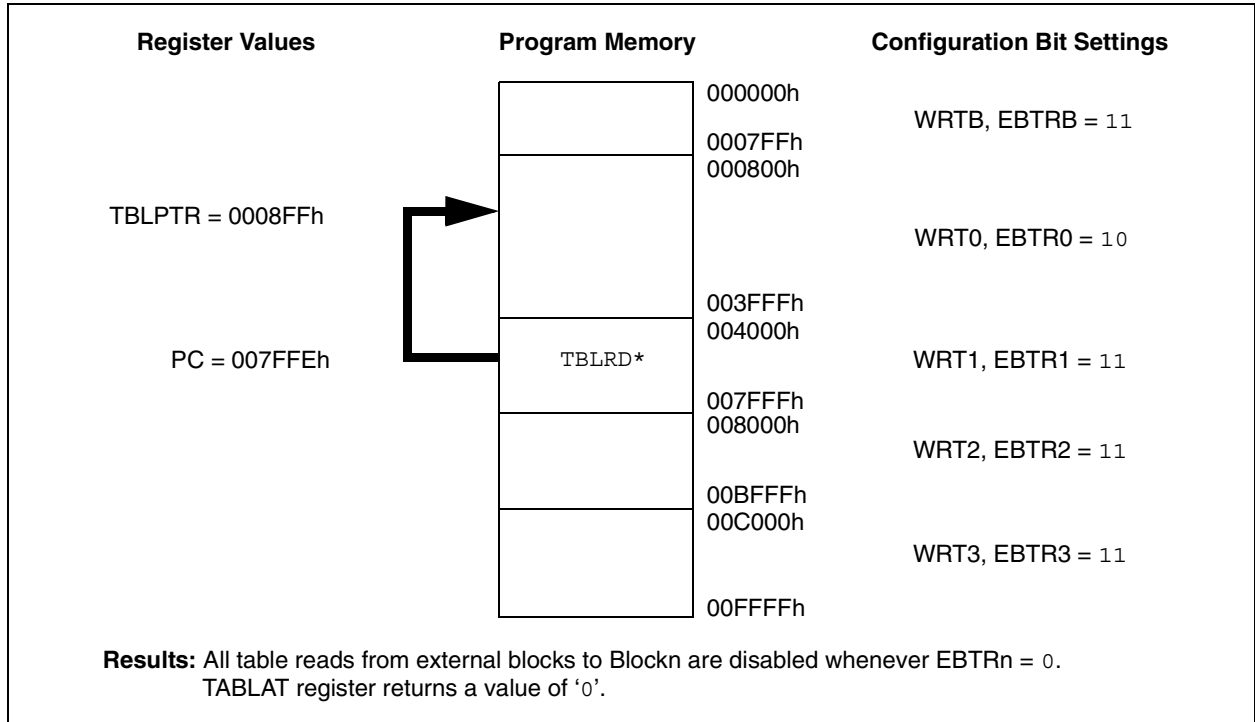 Register Values Program Memory Configuration Bit Settings
000000h
WRTB, EBTRB = 11
0007FFh
000800h
TBLPTR = 0008FFh
WRT0, EBTR0 = 10
003FFFh
004000h
PC = 007FFEh TBLRD* WRT1, EBTR1 = 11
007FFFh
008000h
WRT2, EBTR2 = 11
00BFFFh
00C000h
WRT3, EBTR3 = 11
00FFFFh
Results: All table reads from external blocks to Blockn are disabled whenever EBTRn = 0.
TABLAT register returns a value of ‘0’.